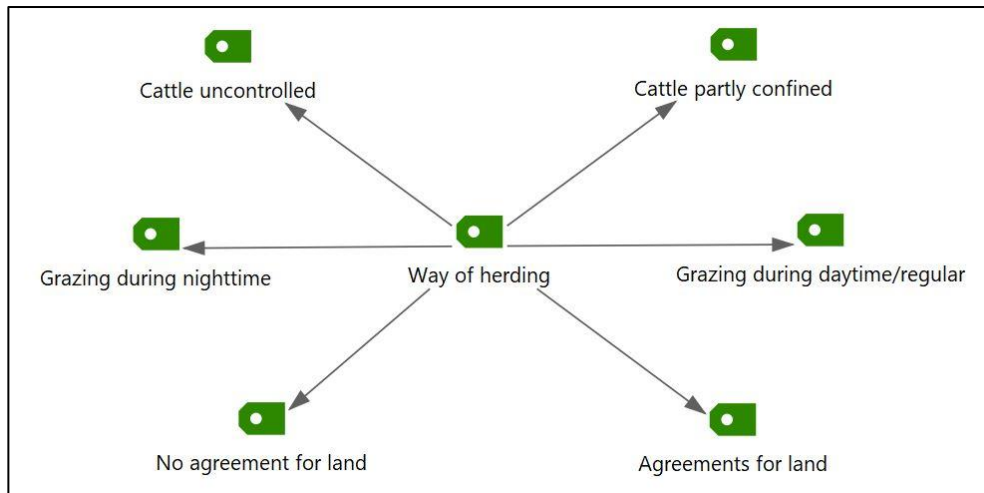 Cattle uncontrolled
Cattle partly confined
Grazing during nighttime
Way of herding
Grazing during daytime/regular
No agreement for land
Agreements for land